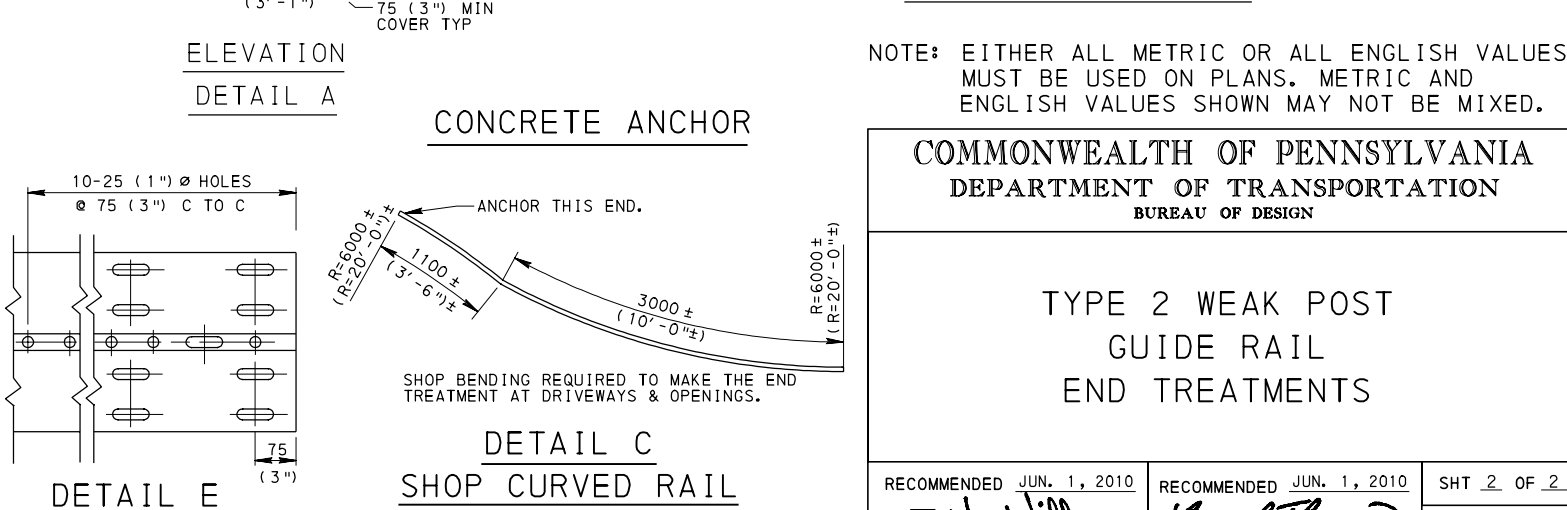 (3'-1")
75 (3") MIN
COVER TYP
ELEVATION
DETAIL A
CONCRETE ANCHOR
NOTE: EITHER ALL METRIC OR ALL ENGLISH VALUES
MUST BE USED ON PLANS. METRIC AND
ENGLISH VALUES SHOWN MAY NOT BE MIXED.
COMMONWEALTH OF PENNSYLVANIA
DEPARTMENT OF TRANSPORTATION
BUREAU OF DESIGN
10-25 (1") Ø HOLES
@ 75 (3") C TO C
75
(3")
DETAIL E
ANCHOR THIS END.
R=6000 ±
(R=20'-0")±
1100 ±
(3'-6")±
3000 ±
(10'-0"±)
R=6000 ±
(R=20'-0"±)
SHOP BENDING REQUIRED TO MAKE THE END
TREATMENT AT DRIVEWAYS & OPENINGS.
DETAIL C
SHOP CURVED RAIL
TYPE 2 WEAK POST
GUIDE RAIL
END TREATMENTS
RECOMMENDED JUN. 1, 2010
RECOMMENDED JUN. 1, 2010
SHT 2 OF 2